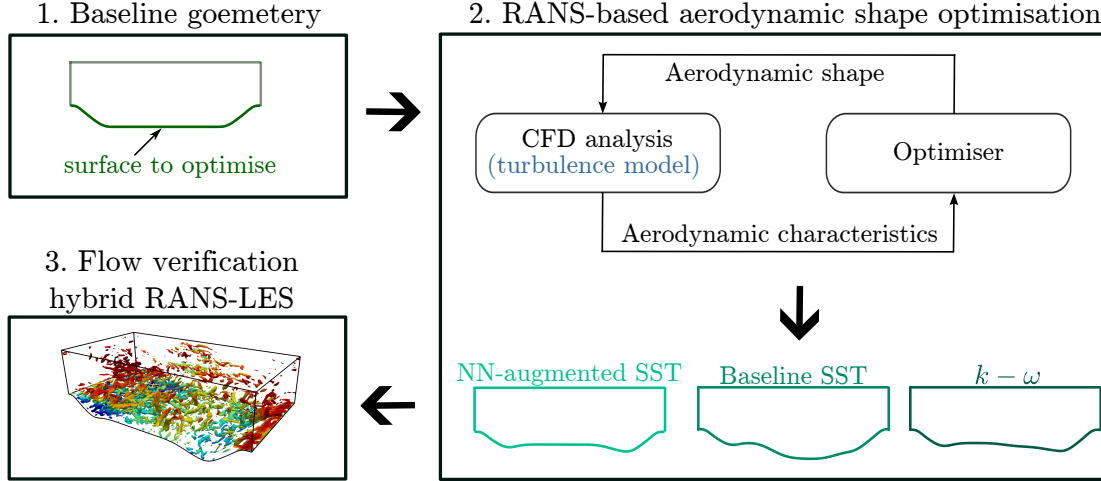 1. Baseline goemetery
surface to optimise
2. RANS-based aerodynamic shape optimisation
Aerodynamic shape
CFD analysis
(turbulence model)
Optimiser
Aerodynamic characteristics
NN-augmented SST
Baseline SST
k − ω
3. Flow verification
hybrid RANS-LES